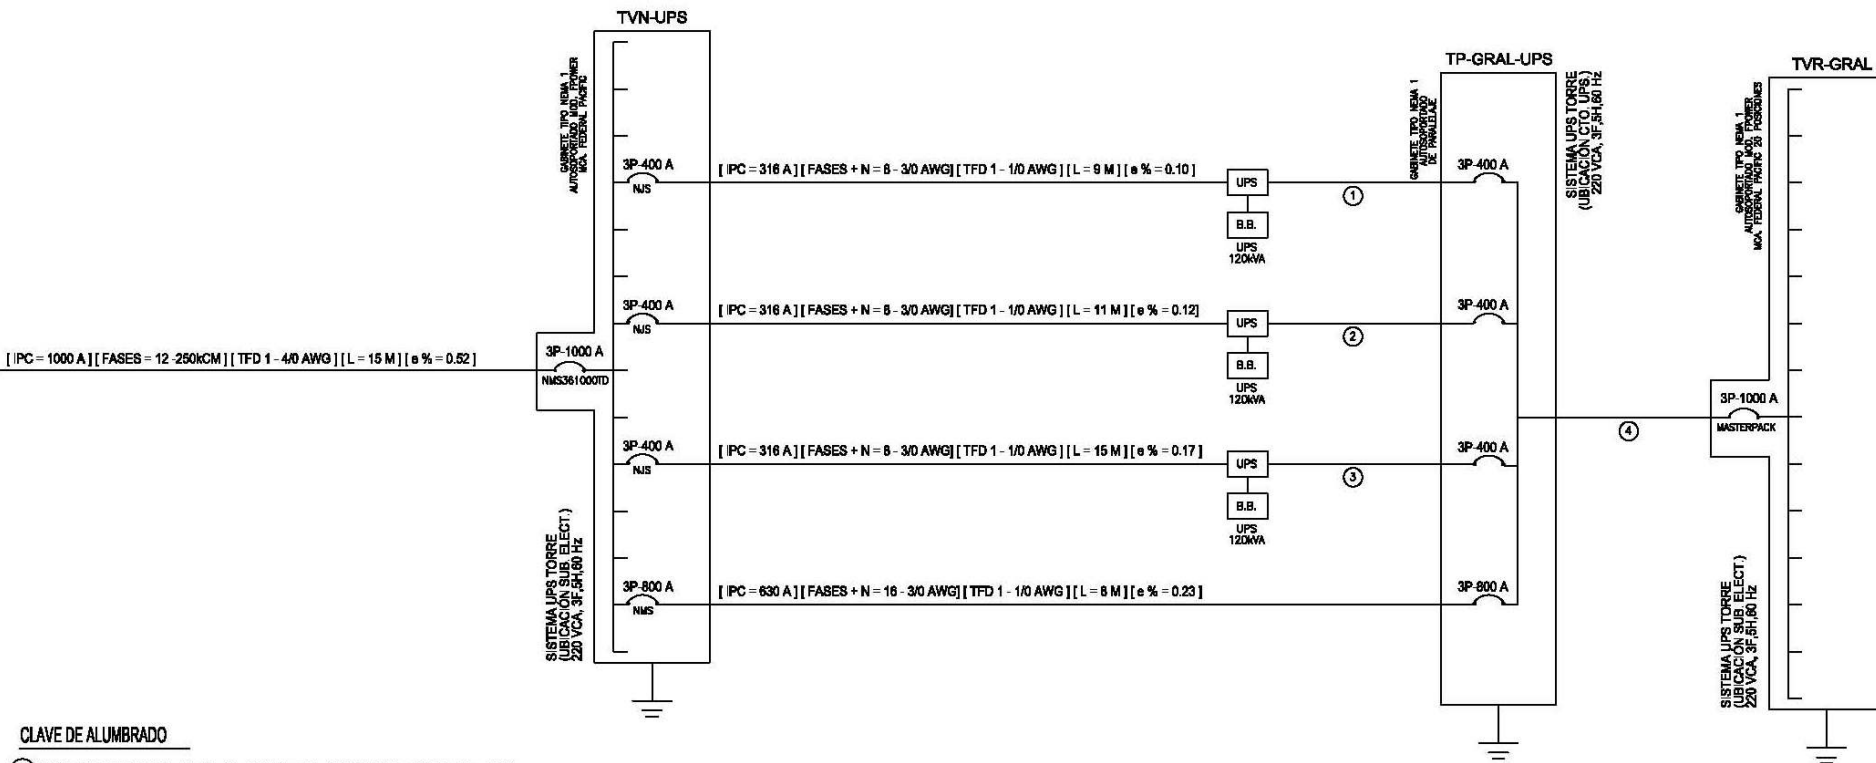 TVN-UPS
GABINETE TIPO NEMA 1
AUTOSOPORTADO MOD. FPOWER
MCA. FEDERAL PACIFIC
3P-400 A
NJS
[ IPC = 316 A ] [ FASES + N = 8 - 3/0 AWG] [ TFD 1 - 1/0 AWG ] [ L = 9 M ] [ e % = 0.10 ]
UPS
B.B.
UPS
120kVA
1
3P-400 A
NJS
[ IPC = 316 A ] [ FASES + N = 8 - 3/0 AWG] [ TFD 1 - 1/0 AWG ] [ L = 11 M ] [ e % = 0.12]
UPS
B.B.
UPS
120kVA
2
[ IPC = 1000 A ] [ FASES = 12 -250kCM ] [ TFD 1 - 4/0 AWG ] [ L = 15 M ] [ e % = 0.52 ]
3P-1000 A
NMS361000TD
3P-400 A
NJS
[ IPC = 316 A ] [ FASES + N = 8 - 3/0 AWG] [ TFD 1 - 1/0 AWG ] [ L = 15 M ] [ e % = 0.17 ]
UPS
B.B.
UPS
120kVA
3
3P-800 A
NMS
[ IPC = 630 A ] [ FASES + N = 16 - 3/0 AWG] [ TFD 1 - 1/0 AWG ] [ L = 8 M ] [ e % = 0.23 ]
SISTEMA UPS TORRE
(UBICACIÓN SUB. ELECT.)
220 VCA, 3F,5H,60 Hz
TP-GRAL-UPS
GABINETE TIPO NEMA 1
AUTOSOPORTADO
DE PARALELAJE
SISTEMA UPS TORRE
(UBICACIÓN CTO. UPS.)
220 VCA, 3F,5H,60 Hz
3P-400 A
3P-400 A
3P-400 A
3P-800 A
4
TVR-GRAL
GABINETE TIPO NEMA 1
AUTOSOPORTADO MOD. FPOWER
MCA. FEDERAL PACIFIC 20 POSICIONES
3P-1000 A
MASTERPACK
SISTEMA UPS TORRE
(UBICACIÓN SUB. ELECT.)
220 VCA, 3F,5H,60 Hz
CLAVE DE ALUMBRADO